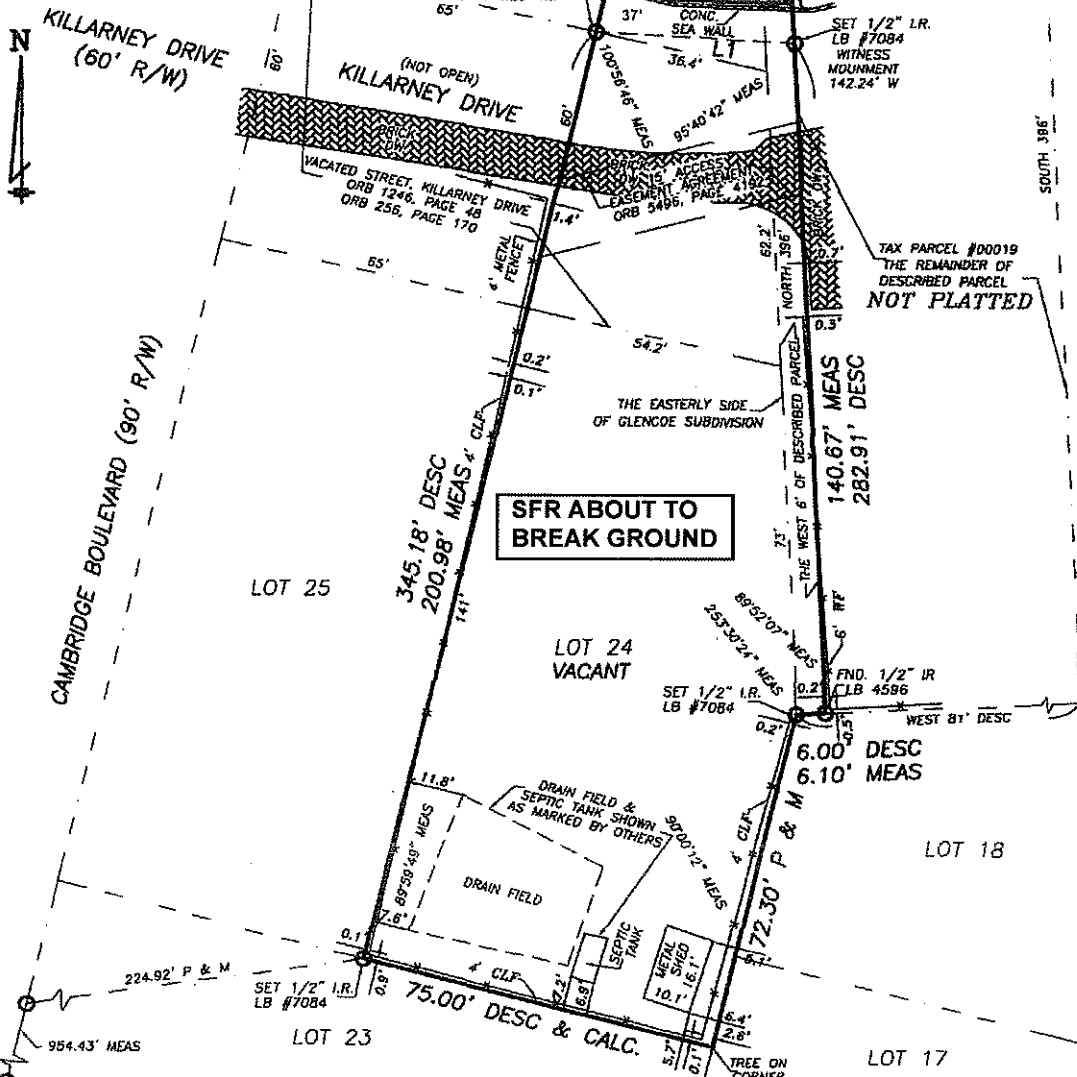 65'
37'
CONC.
SEA WALL
L1
36.4'
SET 1/2" I.R.
LB #7084
WITNESS
MOUNMENT
142.24' W
KILLARNEY DRIVE
(60' R/W)
N
60'
(NOT OPEN)
KILLARNEY DRIVE
60'
100°56'46" MEAS
95°40'42" MEAS
SOUTH 386'
BRICK
DW
BRICK
DW IS ACCESS
EASEMENT AGREEMENT
ORB 5496, PAGE 4192
BRICK DW
VACATED STREET, KILLARNEY DRIVE
ORB 1246, PAGE 48
ORB 256, PAGE 170
1.4'
4' METAL
FENCE
62.2'
NORTH 396'
9.7'
TAX PARCEL #00019
THE REMAINDER OF
DESCRIBED PARCEL
NOT PLATTED
65'
54.2'
0.3'
0.2'
0.1'
THE EASTERLY SIDE
OF GLENCOE SUBDIVISION
THE WEST 6' OF DESCRIBED PARCEL
140.67' MEAS
282.91' DESC
CAMBRIDGE BOULEVARD (90' R/W)
4' CLF
345.18' DESC
200.98' MEAS
141'
SFR ABOUT TO
BREAK GROUND
73'
LOT 25
LOT 24
VACANT
89°52'07" MEAS
253°30'24" MEAS
6' WF
SET 1/2" I.R.
LB #7084
0.2'
FND. 1/2" IR
LB 4596
0.2'
0.5'
WEST 81' DESC
6.00' DESC
6.10' MEAS
11.8'
DRAIN FIELD &
SEPTIC TANK SHOWN
AS MARKED BY OTHERS
90°00'12" MEAS
4' CLF
72.30' P & M
LOT 18
89°59'49" MEAS
DRAIN FIELD
7.6'
0.1'
SEPTIC
TANK
METAL
SHED
16.1'
10.1'
5.1'
224.92' P & M
SET 1/2" I.R.
LB #7084
0.9'
4' CLF
7.2'
6.9'
75.00' DESC & CALC.
6.4'
2.6'
5.7'
0.1'
954.43' MEAS
LOT 23
TREE ON
CORNER
LOT 17